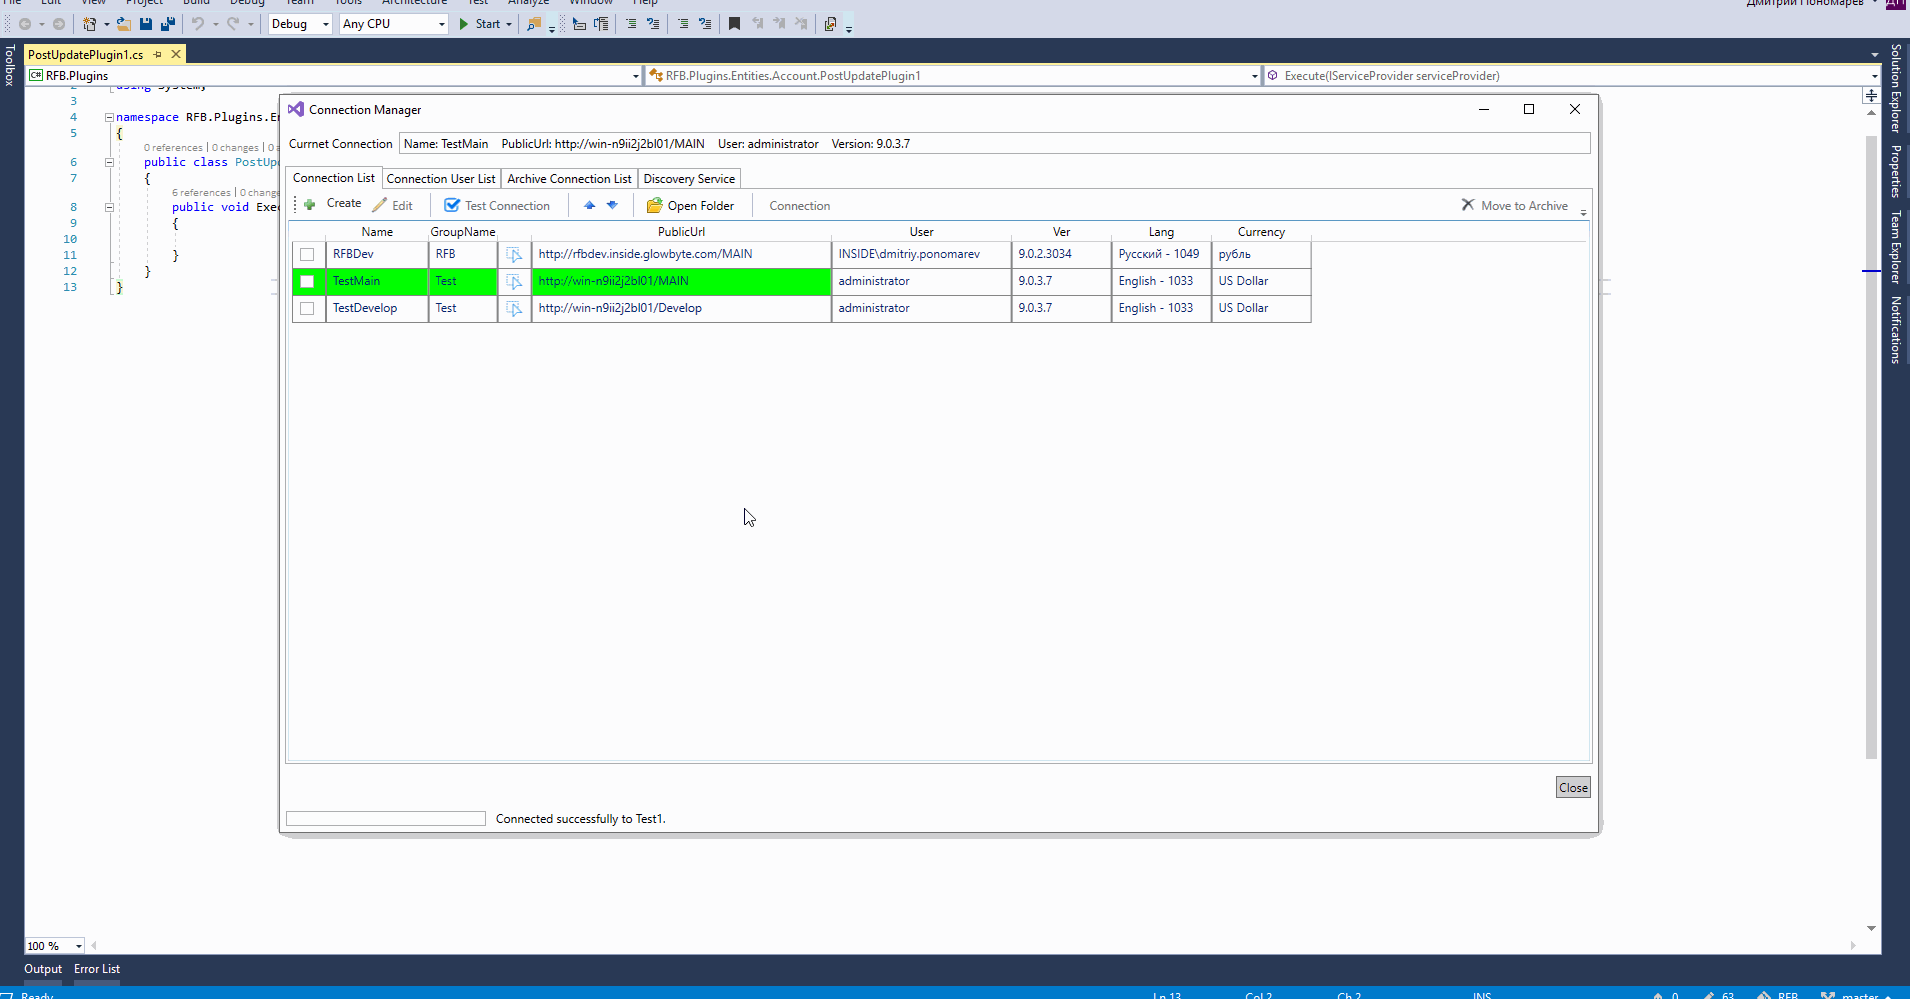 File Edit View Project Build Debug Team Tools Architecture Test Analyze Window Help Дмитрий Пономарев ДП
Debug Any CPU Start
Toolbox
PostUpdatePlugin1.cs
RFB.Plugins RFB.Plugins.Entities.Account.PostUpdatePlugin1 Execute(IServiceProvider serviceProvider)
2 using System;
3
4 namespace RFB.Plugins.En
5 {
0 references | 0 changes | 0 a
6 public class PostUpd
7 {
6 references | 0 change
8 public void Exec
9 {
10
11 }
12 }
13 }
Connection Manager
Currnet Connection Name: TestMain PublicUrl: http://win-n9ii2j2bl01/MAIN User: administrator Version: 9.0.3.7
Connection List Connection User List Archive Connection List Discovery Service
Create Edit Test Connection Open Folder Connection Move to Archive
Name GroupName PublicUrl User Ver Lang Currency
RFBDev RFB http://rfbdev.inside.glowbyte.com/MAIN INSIDE\dmitriy.ponomarev 9.0.2.3034 Русский - 1049 рубль
TestMain Test http://win-n9ii2j2bl01/MAIN administrator 9.0.3.7 English - 1033 US Dollar
TestDevelop Test http://win-n9ii2j2bl01/Develop administrator 9.0.3.7 English - 1033 US Dollar
Close
Connected successfully to Test1.
Solution Explorer
Properties
Team Explorer
Notifications
100 %
Output Error List
Ready Ln 13 Col 2 Ch 2 INS 0 63 RFB master